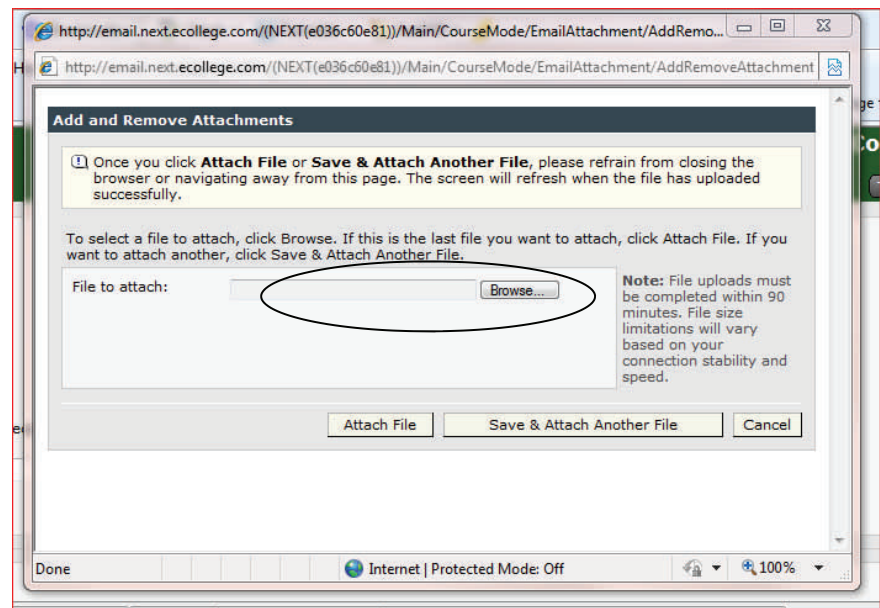 http://email.next.ecollege.com/(NEXT(e036c60e81))/Main/CourseMode/EmailAttachment/AddRemo...
http://email.next.ecollege.com/(NEXT(e036c60e81))/Main/CourseMode/EmailAttachment/AddRemoveAttachment
Add and Remove Attachments
Once you click Attach File or Save & Attach Another File, please refrain from closing the
browser or navigating away from this page. The screen will refresh when the file has uploaded
successfully.
To select a file to attach, click Browse. If this is the last file you want to attach, click Attach File. If you
want to attach another, click Save & Attach Another File.
File to attach:
Browse...
Note: File uploads must
be completed within 90
minutes. File size
limitations will vary
based on your
connection stability and
speed.
Attach File
Save & Attach Another File
Cancel
Done
Internet | Protected Mode: Off
100%